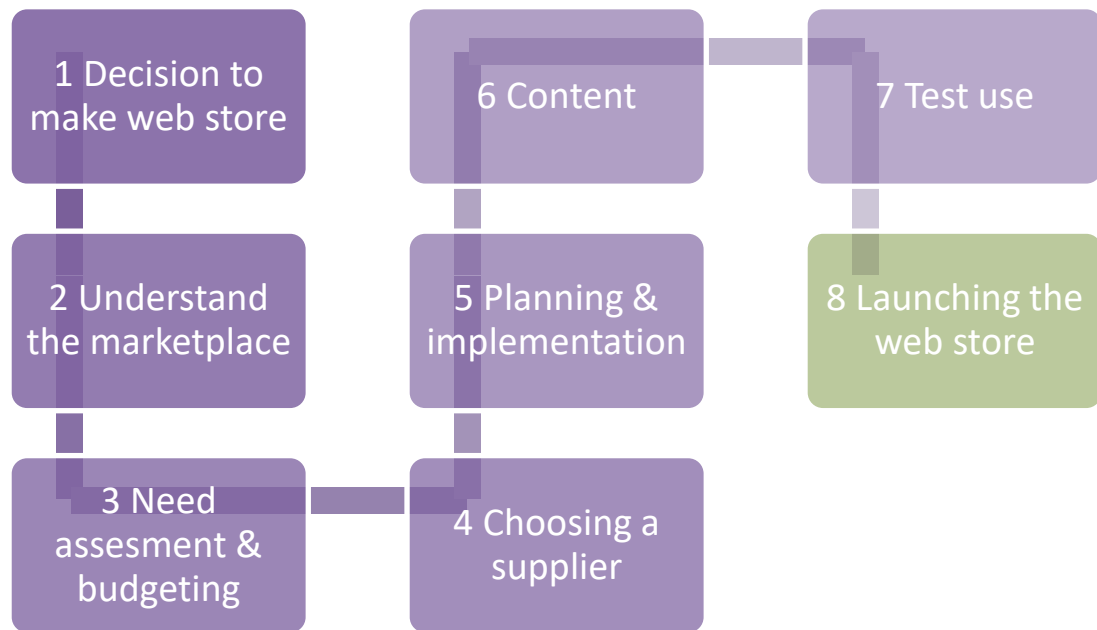 1 Decision to
make web store
2 Understand
the marketplace
3 Need
assesment &
budgeting
4 Choosing a
supplier
5 Planning &
implementation
6 Content
7 Test use
8 Launching the
web store